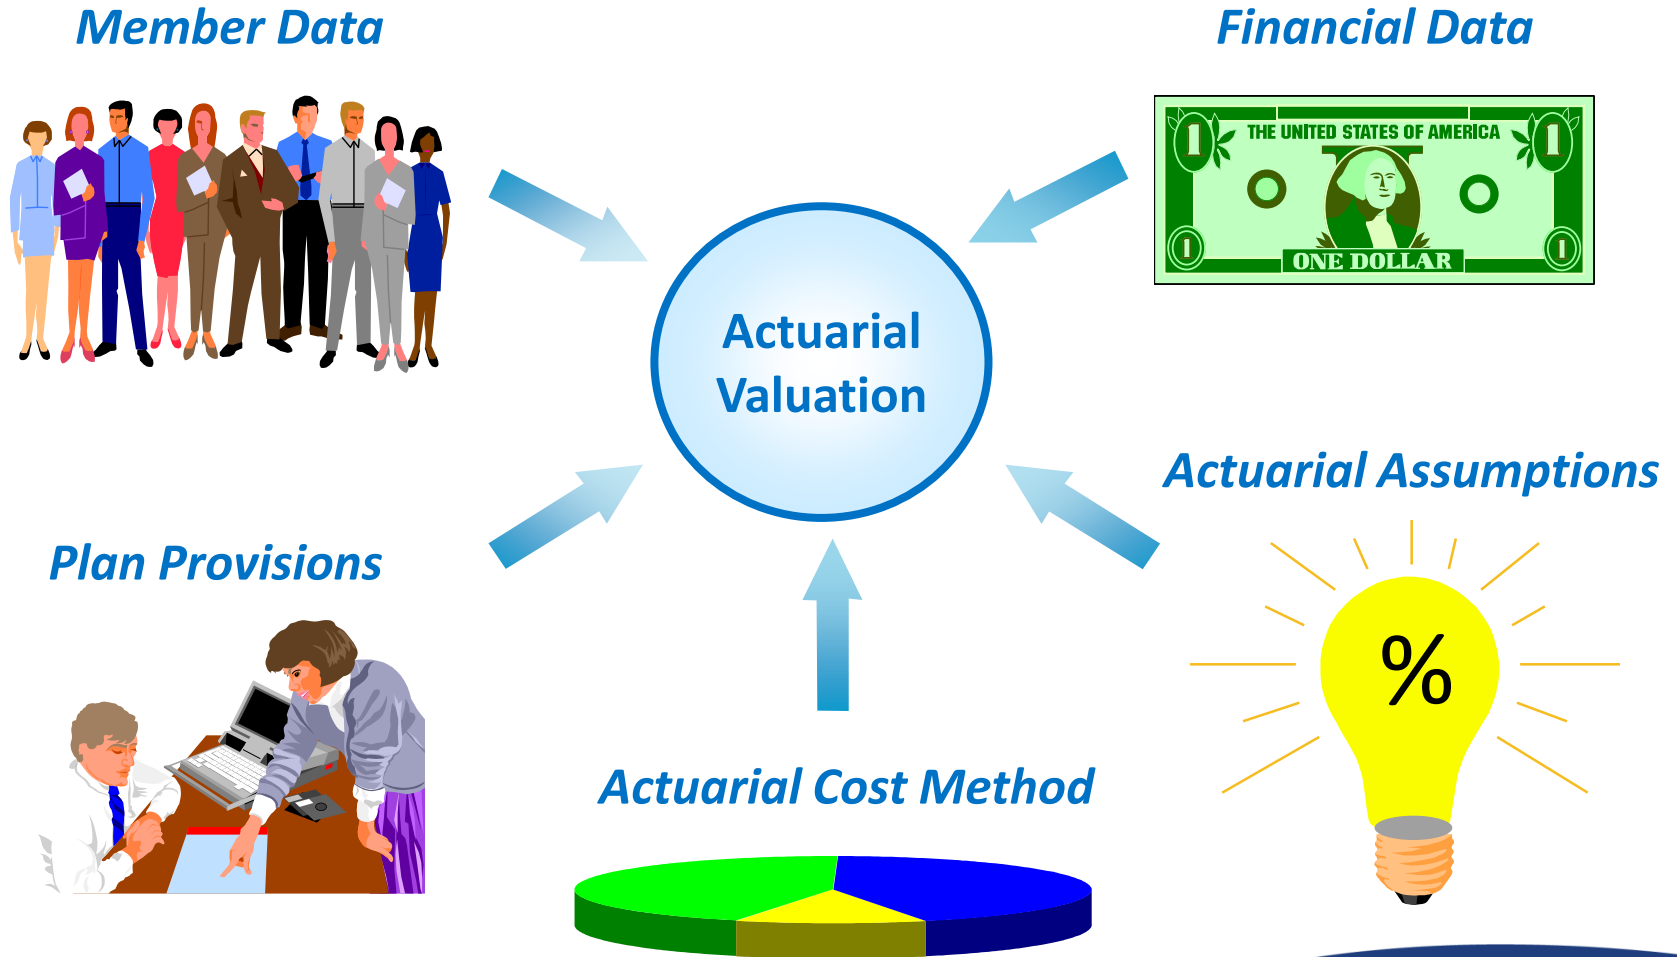 Member Data
Financial Data
1
1
THE UNITED STATES OF AMERICA
1
1
ONE DOLLAR
Actuarial
Valuation
Actuarial Assumptions
Plan Provisions
%
Actuarial Cost Method